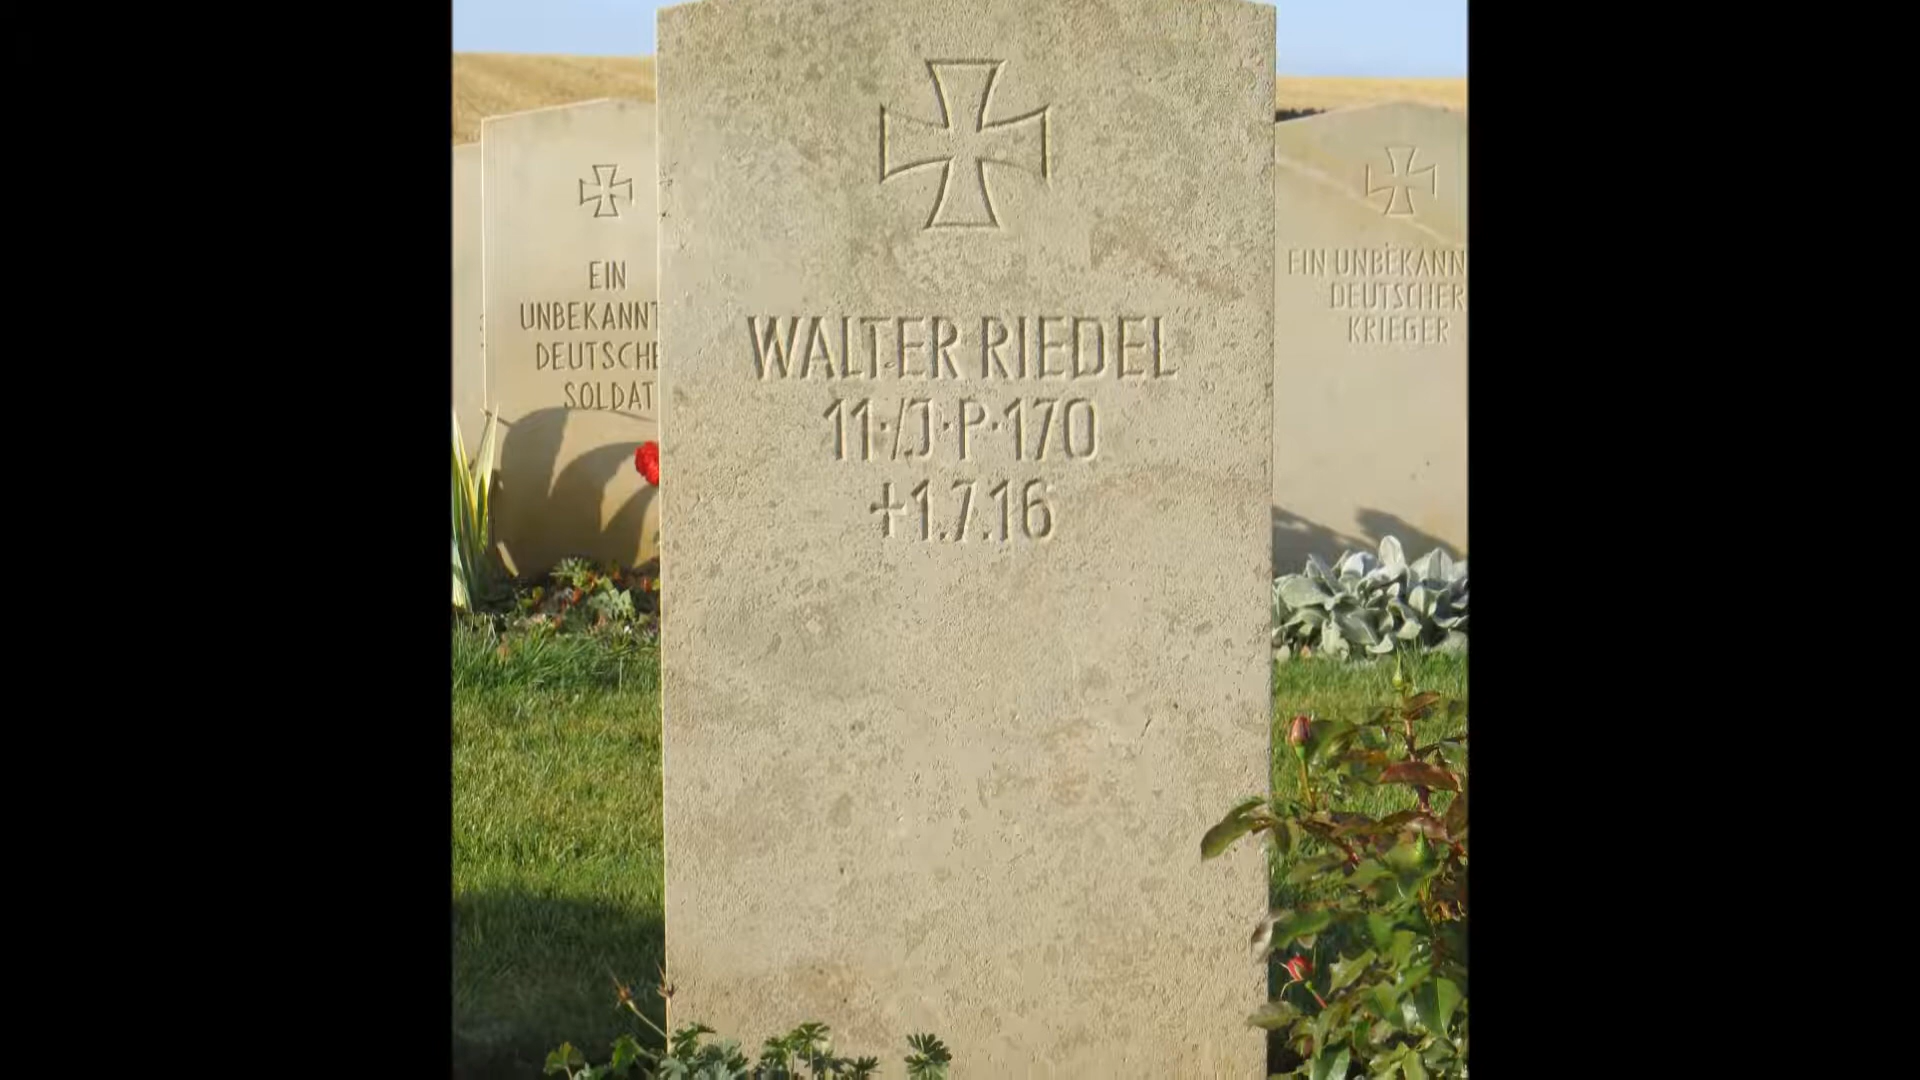 WALTER RIEDEL
11·/J·P·170
+1.7.16
EIN
UNBEKANNT
DEUTSCHE
SOLDAT
EIN UNBEKANN
DEUTSCHER
KRIEGER